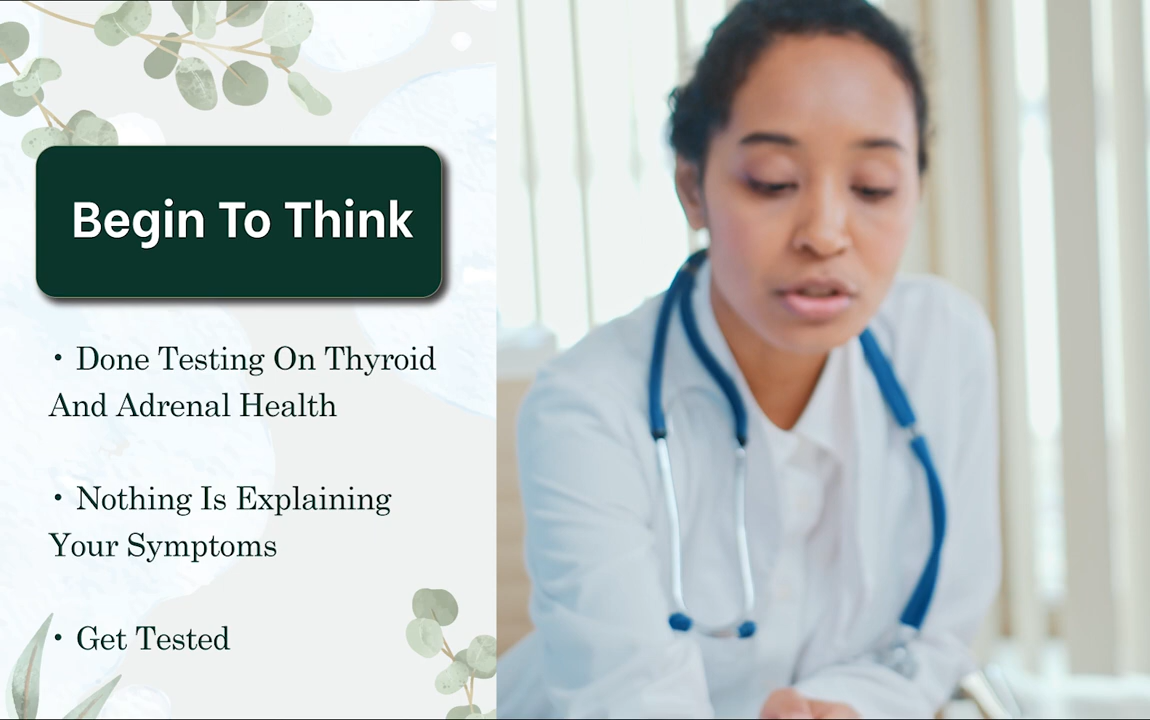 Begin To Think
• Done Testing On Thyroid
And Adrenal Health
• Nothing Is Explaining
Your Symptoms
• Get Tested